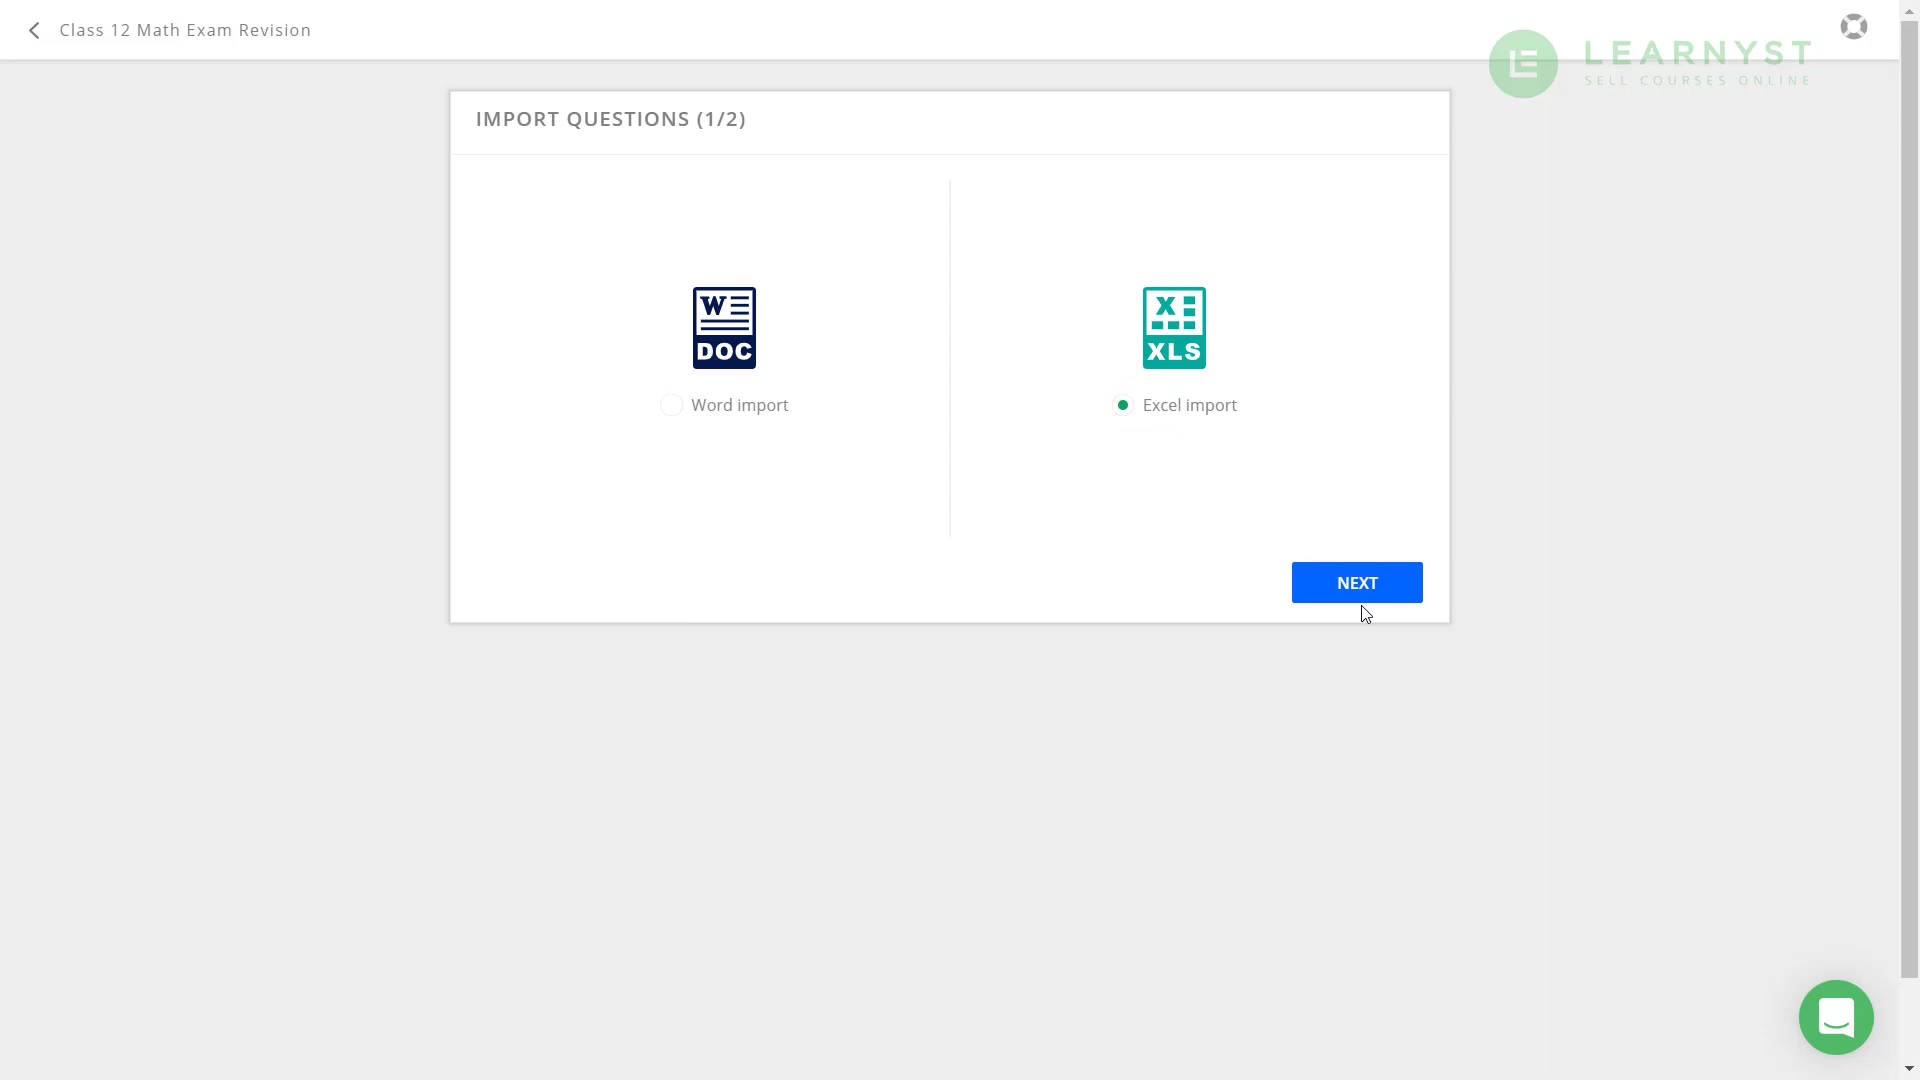 Class 12 Math Exam Revision
LEARNYST
SELL COURSES ONLINE
IMPORT QUESTIONS (1/2)
W
DOC
X
XLS
Word import
Excel import
NEXT